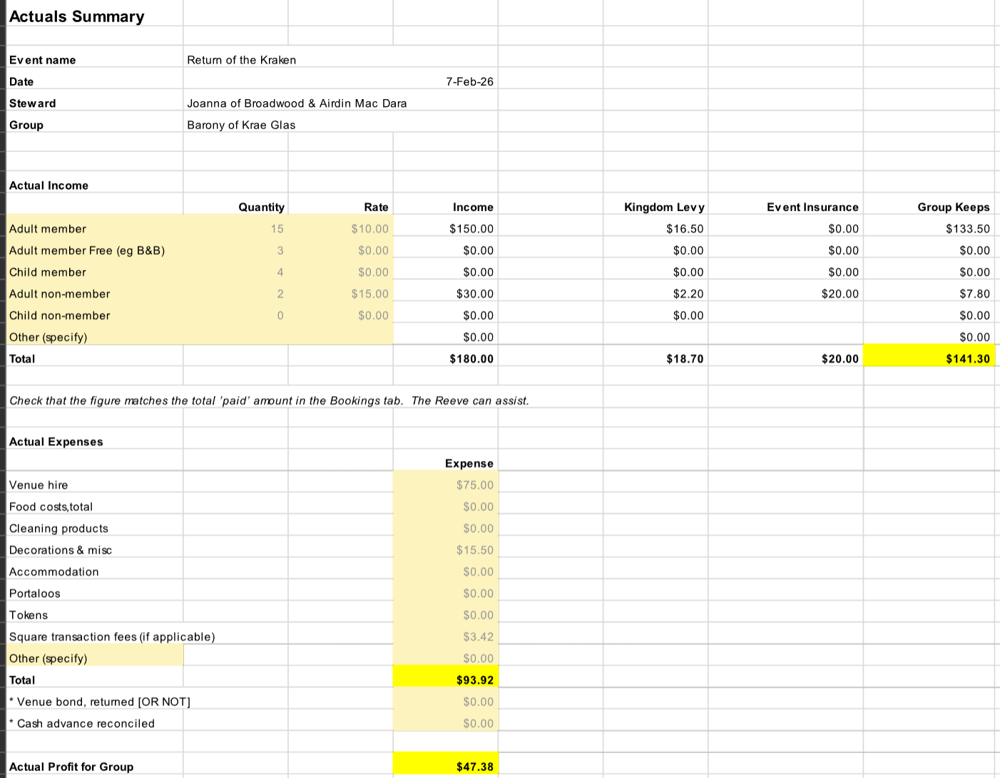 Actuals Summary
Event name Return of the Kraken
Date 7-Feb-26
Steward Joanna of Broadwood & Airdin Mac Dara
Group Barony of Krae Glas
Actual Income
Quantity Rate Income Kingdom Levy Event Insurance Group Keeps
Adult member 15 $10.00 $150.00 $16.50 $0.00 $133.50
Adult member Free (eg B&B) 3 $0.00 $0.00 $0.00 $0.00 $0.00
Child member 4 $0.00 $0.00 $0.00 $0.00 $0.00
Adult non-member 2 $15.00 $30.00 $2.20 $20.00 $7.80
Child non-member 0 $0.00 $0.00 $0.00 $0.00
Other (specify) $0.00 $0.00
Total $180.00 $18.70 $20.00 $141.30
Check that the figure matches the total 'paid' amount in the Bookings tab. The Reeve can assist.
Actual Expenses
Expense
Venue hire $75.00
Food costs,total $0.00
Cleaning products $0.00
Decorations & misc $15.50
Accommodation $0.00
Portaloos $0.00
Tokens $0.00
Square transaction fees (if applicable) $3.42
Other (specify) $0.00
Total $93.92
* Venue bond, returned [OR NOT] $0.00
* Cash advance reconciled $0.00
Actual Profit for Group $47.38